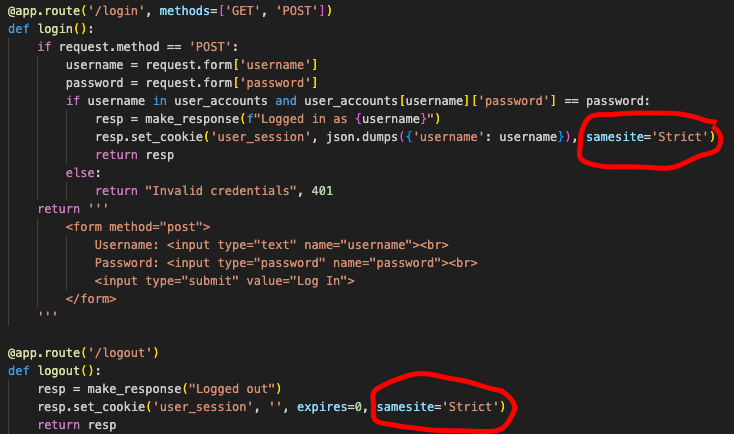 @app.route('/login', methods=['GET', 'POST'])
def login():
    if request.method == 'POST':
        username = request.form['username']
        password = request.form['password']
        if username in user_accounts and user_accounts[username]['password'] == password:
            resp = make_response(f"Logged in as {username}")
            resp.set_cookie('user_session', json.dumps({'username': username}), samesite='Strict')
            return resp
        else:
            return "Invalid credentials", 401
    return '''
        <form method="post">
            Username: <input type="text" name="username"><br>
            Password: <input type="password" name="password"><br>
            <input type="submit" value="Log In">
        </form>
    '''
@app.route('/logout')
def logout():
    resp = make_response("Logged out")
    resp.set_cookie('user_session', '', expires=0, samesite='Strict')
    return resp